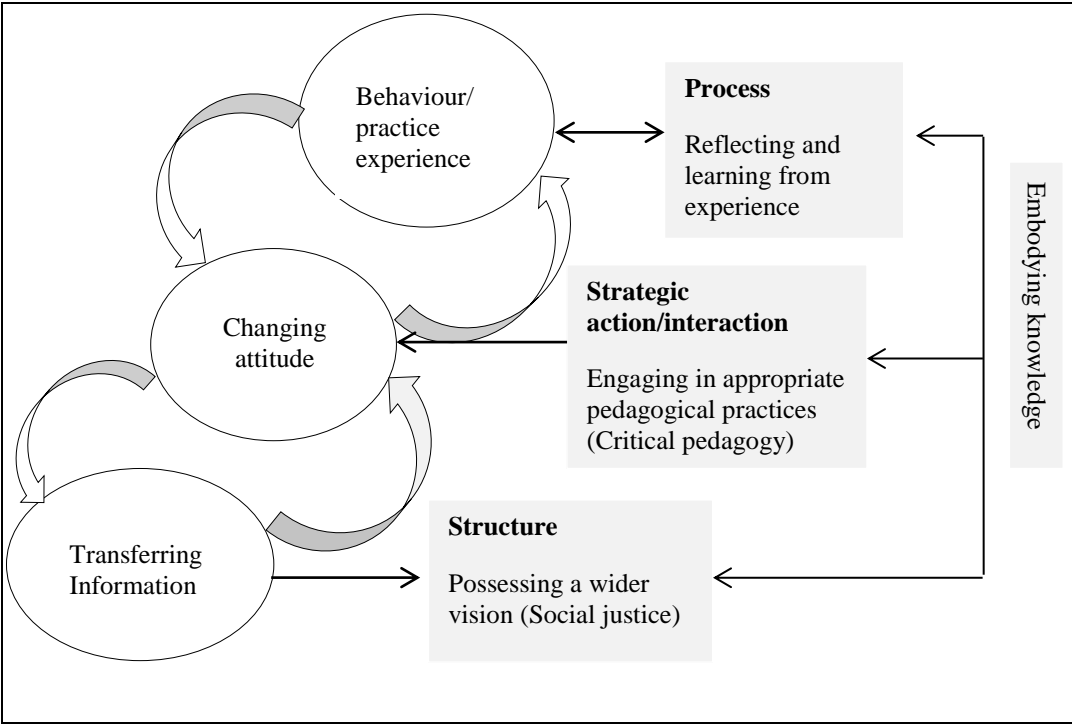 Behaviour/
practice
experience
Process
Reflecting and
learning from
experience
Embodying knowledge
Changing
attitude
Strategic
action/interaction
Engaging in appropriate
pedagogical practices
(Critical pedagogy)
Transferring
Information
Structure
Possessing a wider
vision (Social justice)